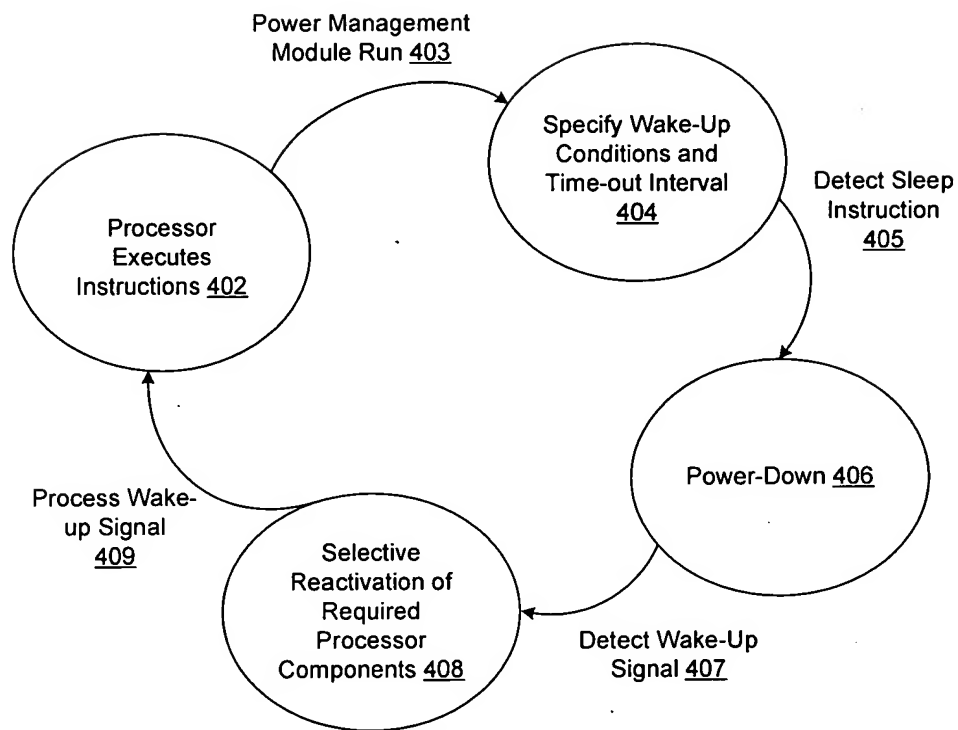 Power Management
Module Run 403
Specify Wake-Up
Conditions and
Time-out Interval
404
Detect Sleep
Instruction
405
Processor
Executes
Instructions 402
Power-Down 406
Process Wake-
up Signal
409
Selective
Reactivation of
Required
Processor
Components 408
Detect Wake-Up
Signal 407